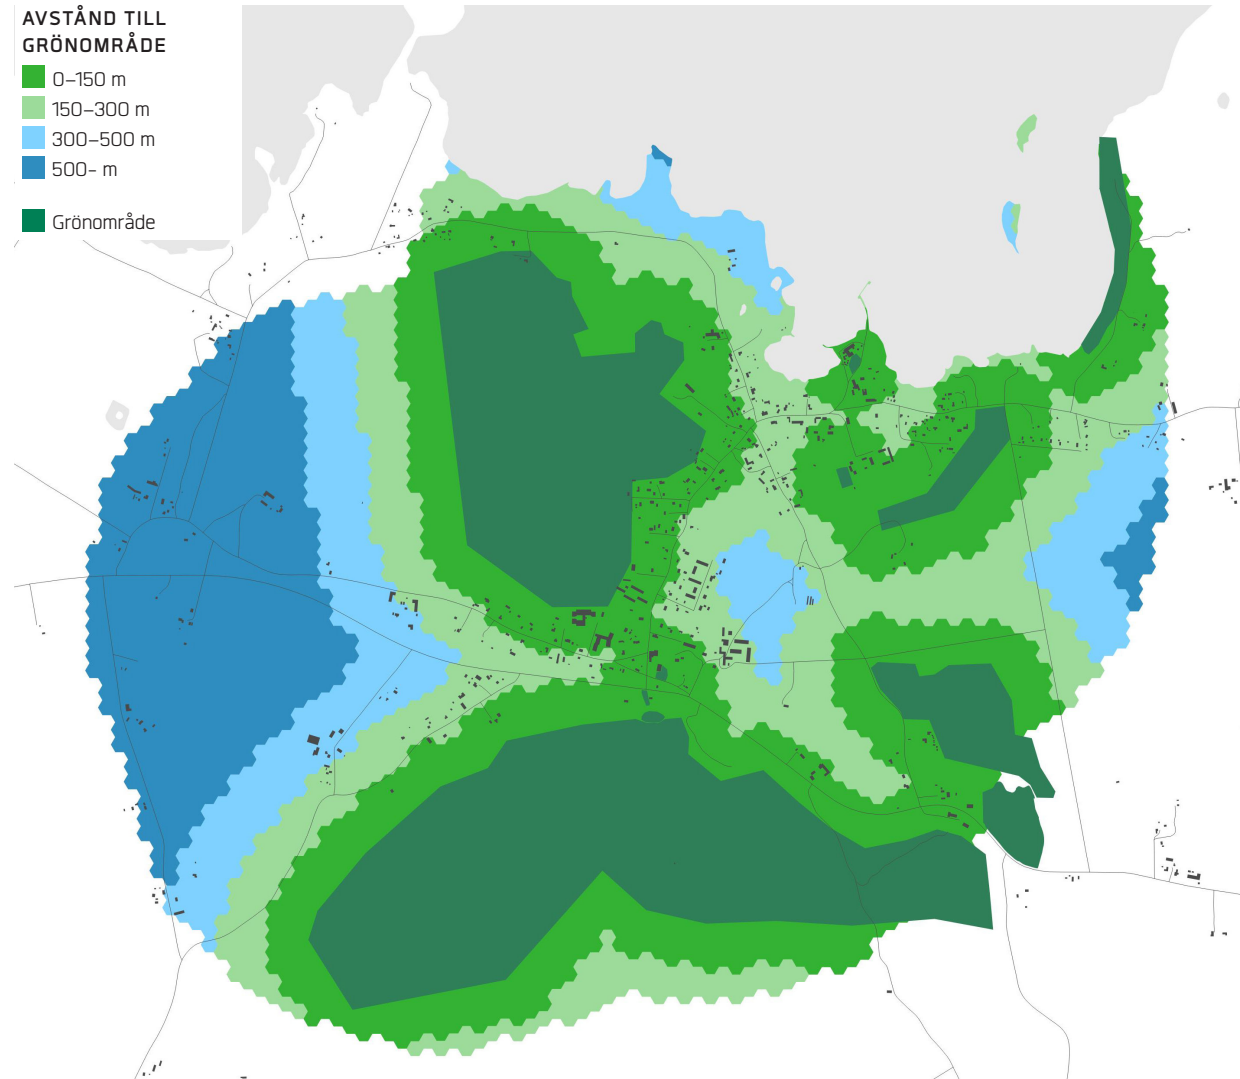 AVSTÅND TILL
GRÖNOMRÅDE
0–150 m
150–300 m
300–500 m
500- m
Grönområde